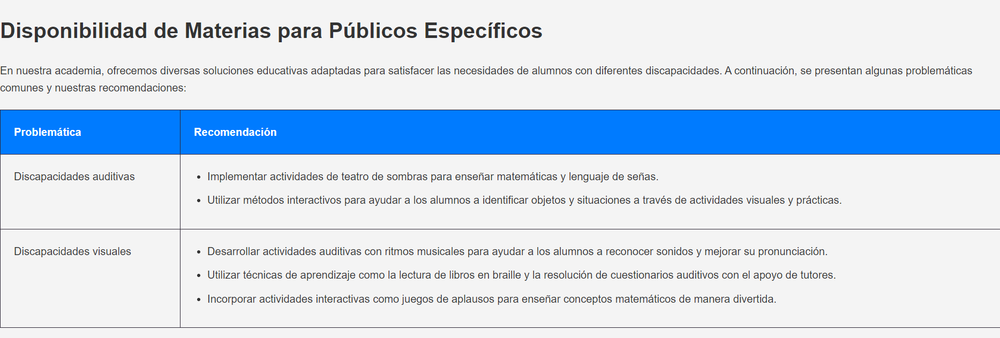 Disponibilidad de Materias para Públicos Específicos
En nuestra academia, ofrecemos diversas soluciones educativas adaptadas para satisfacer las necesidades de alumnos con diferentes discapacidades. A continuación, se presentan algunas problemáticas
comunes y nuestras recomendaciones:
Problemática
Recomendación
Discapacidades auditivas
• Implementar actividades de teatro de sombras para enseñar matemáticas y lenguaje de señas.
• Utilizar métodos interactivos para ayudar a los alumnos a identificar objetos y situaciones a través de actividades visuales y prácticas.
Discapacidades visuales
• Desarrollar actividades auditivas con ritmos musicales para ayudar a los alumnos a reconocer sonidos y mejorar su pronunciación.
• Utilizar técnicas de aprendizaje como la lectura de libros en braille y la resolución de cuestionarios auditivos con el apoyo de tutores.
• Incorporar actividades interactivas como juegos de aplausos para enseñar conceptos matemáticos de manera divertida.